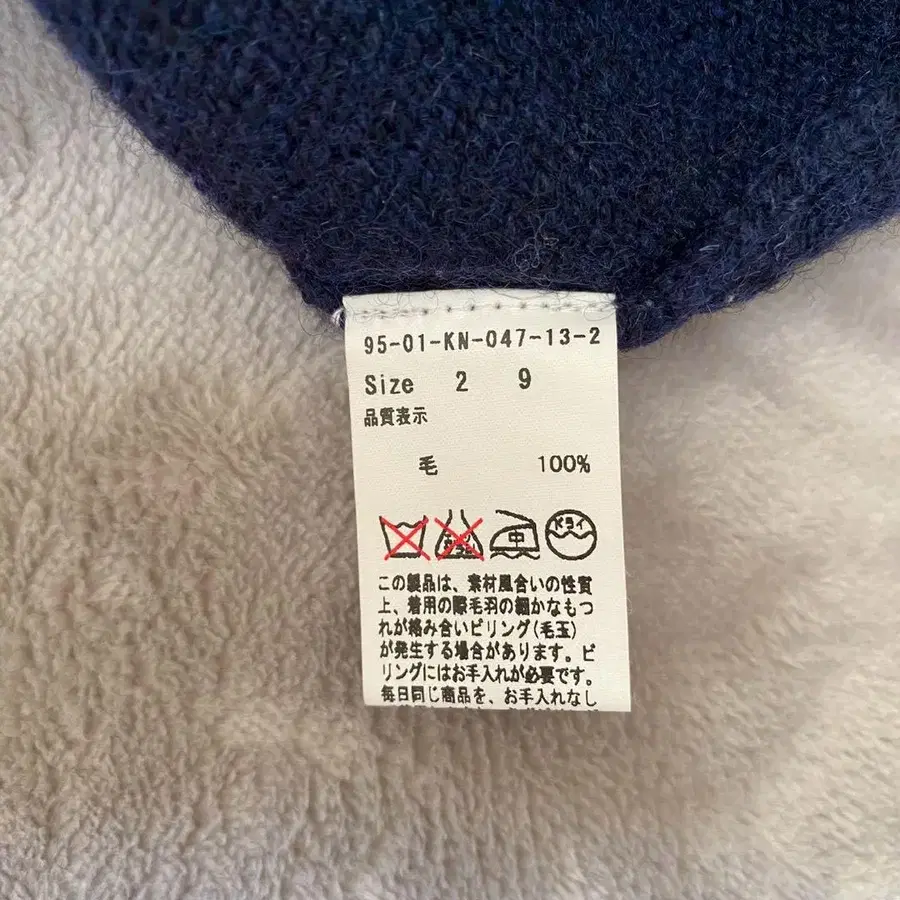 95-01-KN-047-13-2
Size 2 9
品質表示
毛 100%
中 ドライ
この製品は、素材風合いの性質
上、着用の際毛羽の細かなもつ
れが絡み合いピリング(毛玉)
が発生する場合があります。ピ
リングにはお手入れが必要です。
毎日同じ商品を、お手入れなし